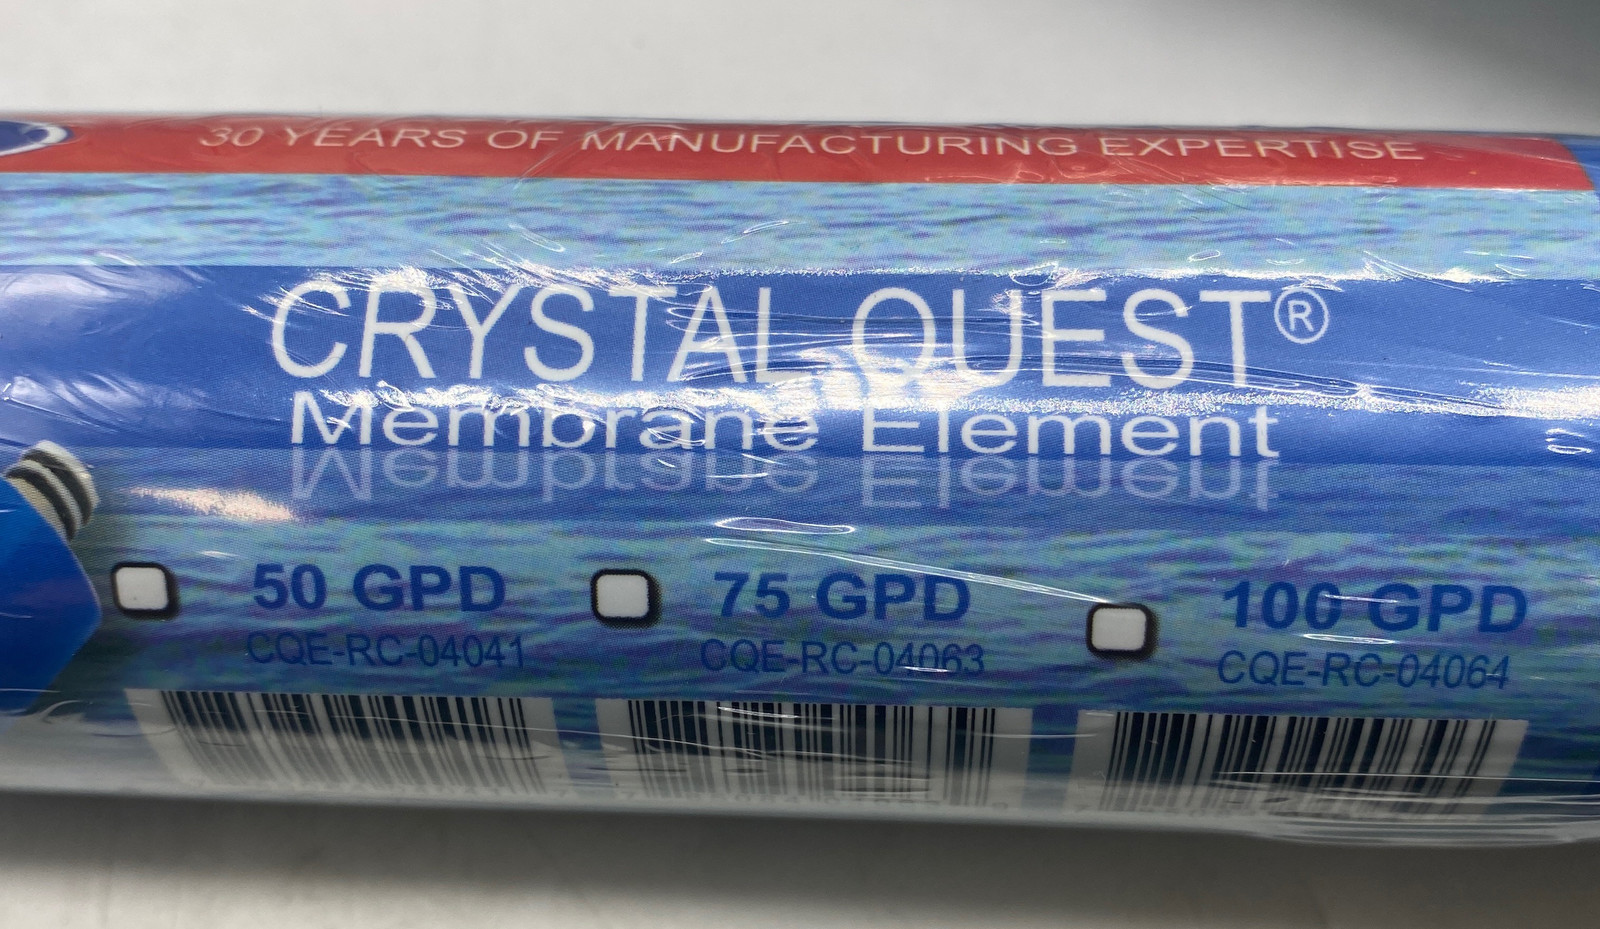 30 YEARS OF MANUFACTURING EXPERTISE
CRYSTAL QUEST®
Membrane Element
50 GPD
CQE-RC-04041
75 GPD
CQE-RC-04063
100 GPD
CQE-RC-04064